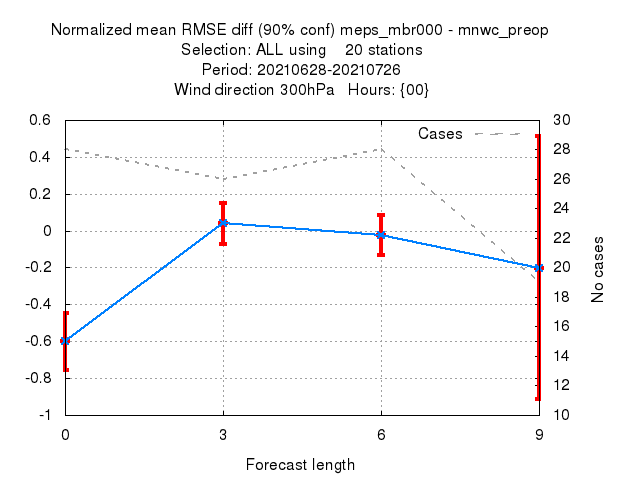 Normalized mean RMSE diff (90% conf) meps_mbr000 - mnwc_preop
Selection: ALL using    20 stations
Period: 20210628-20210726
Wind direction 300hPa   Hours: {00}
Cases
0.6
0.4
0.2
0
-0.2
-0.4
-0.6
-0.8
-1
30
28
26
24
22
20
18
16
14
12
10
No cases
0 3 6 9
Forecast length